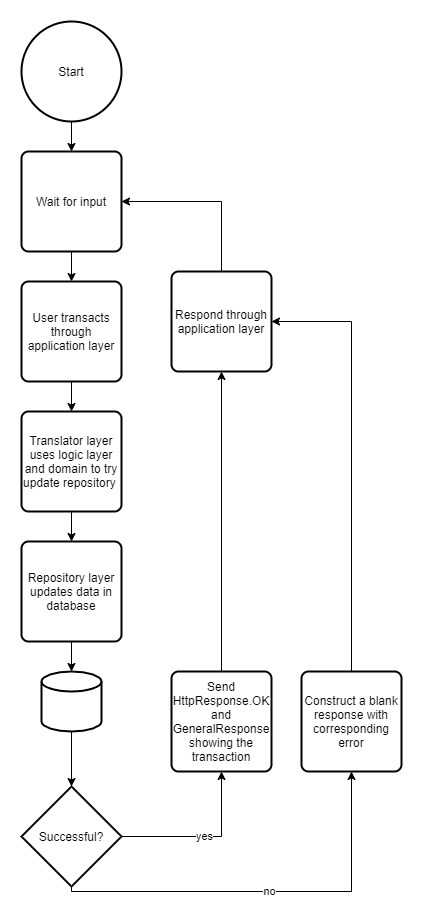 Start
Wait for input
User transacts
through
application layer
Respond through
application layer
Translator layer
uses logic layer
and domain to try
update repository
Repository layer
updates data in
database
Send
HttpResponse.OK
and
GeneralResponse
showing the
transaction
Construct a blank
response with
corresponding
error
Successful?
yes
no